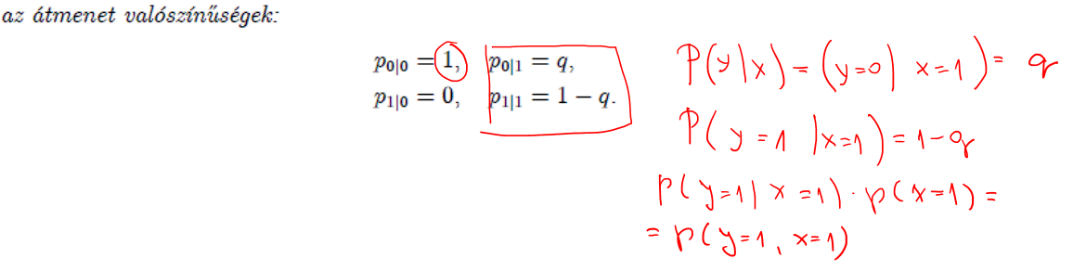 az átmenet valószínűségek:
p₀|₀ = 1, p₀|₁ = q,
p₁|₀ = 0, p₁|₁ = 1 − q.
P(y|x) = (y=0| x=1) = q
P(y=1 |x=1) = 1-q
p(y=1| x=1) · p(x=1) =
= p(y=1, x=1)